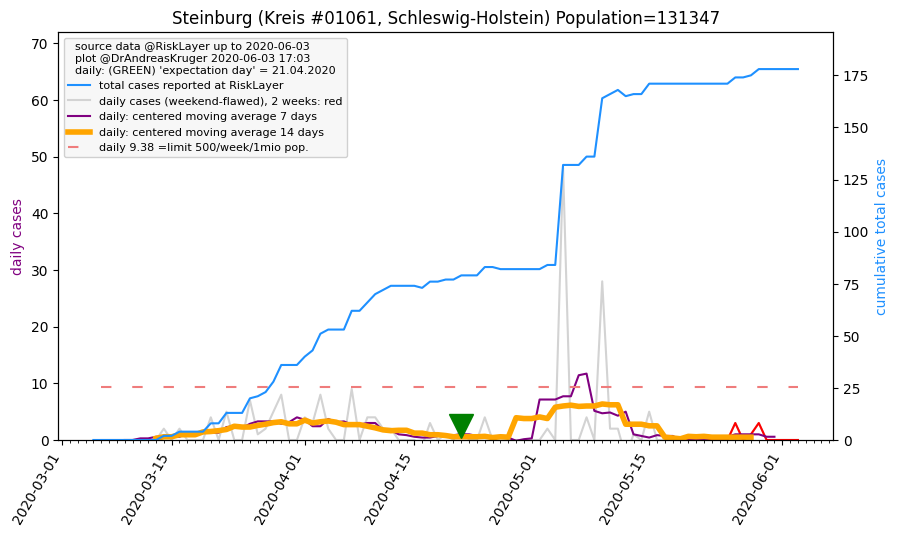 Steinburg (Kreis #01061, Schleswig-Holstein) Population=131347
source data @RiskLayer up to 2020-06-03
plot @DrAndreasKruger 2020-06-03 17:03
daily: (GREEN) 'expectation day' = 21.04.2020
total cases reported at RiskLayer
daily cases (weekend-flawed), 2 weeks: red
daily: centered moving average 7 days
daily: centered moving average 14 days
daily 9.38 =limit 500/week/1mio pop.
daily cases
70
60
50
40
30
20
10
0
cumulative total cases
175
150
125
100
75
50
25
0
2020-03-01
2020-03-15
2020-04-01
2020-04-15
2020-05-01
2020-05-15
2020-06-01